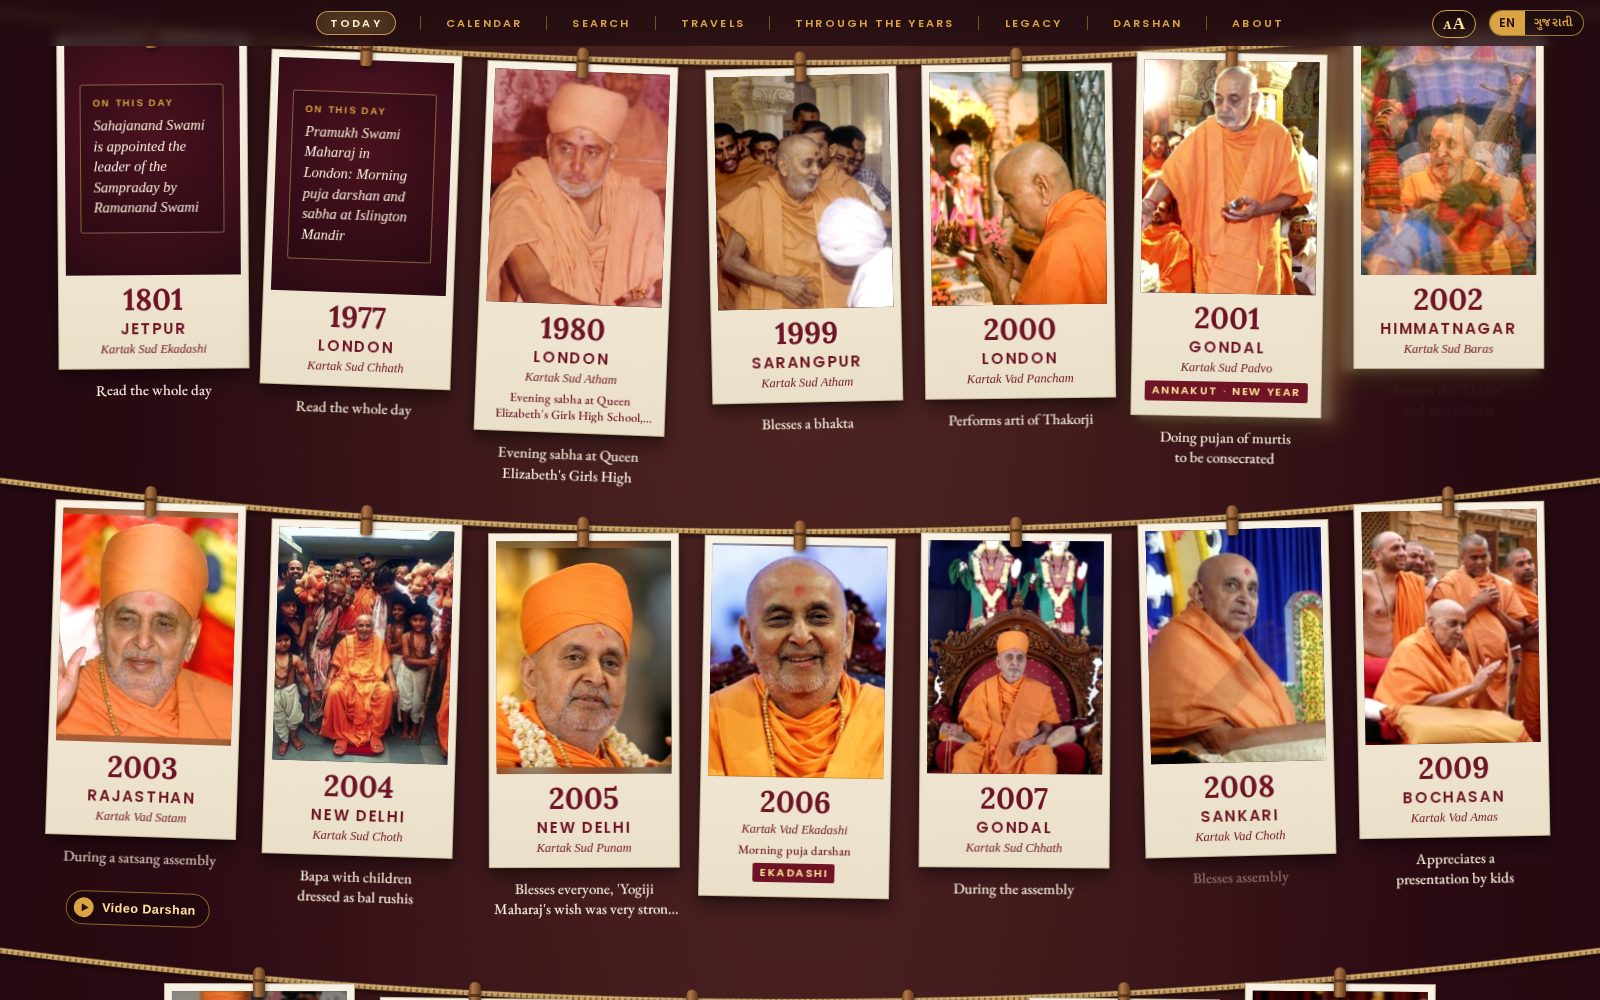 TODAY
CALENDAR
SEARCH
TRAVELS
THROUGH THE YEARS
LEGACY
DARSHAN
ABOUT
AA
EN
ગુજરાતી
ON THIS DAY
Sahajanand Swami
is appointed the
leader of the
Sampraday by
Ramanand Swami
1801
JETPUR
Kartak Sud Ekadashi
Read the whole day
ON THIS DAY
Pramukh Swami
Maharaj in
London: Morning
puja darshan and
sabha at Islington
Mandir
1977
LONDON
Kartak Sud Chhath
Read the whole day
1980
LONDON
Kartak Sud Atham
Evening sabha at Queen
Elizabeth's Girls High School,...
Evening sabha at Queen
Elizabeth's Girls High
1999
SARANGPUR
Kartak Sud Atham
Blesses a bhakta
2000
LONDON
Kartak Vad Pancham
Performs arti of Thakorji
2001
GONDAL
Kartak Sud Padvo
ANNAKUT · NEW YEAR
Doing pujan of murtis
to be consecrated
2002
HIMMATNAGAR
Kartak Sud Baras
Strums the 'Ektaro'
and sanctifies it
2003
RAJASTHAN
Kartak Vad Satam
During a satsang assembly
Video Darshan
2004
NEW DELHI
Kartak Sud Choth
Bapa with children
dressed as bal rushis
2005
NEW DELHI
Kartak Sud Punam
Blesses everyone, 'Yogiji
Maharaj's wish was very stron...
2006
Kartak Vad Ekadashi
Morning puja darshan
EKADASHI
2007
GONDAL
Kartak Sud Chhath
During the assembly
2008
SANKARI
Kartak Vad Choth
Blesses assembly
2009
BOCHASAN
Kartak Vad Amas
Appreciates a
presentation by kids